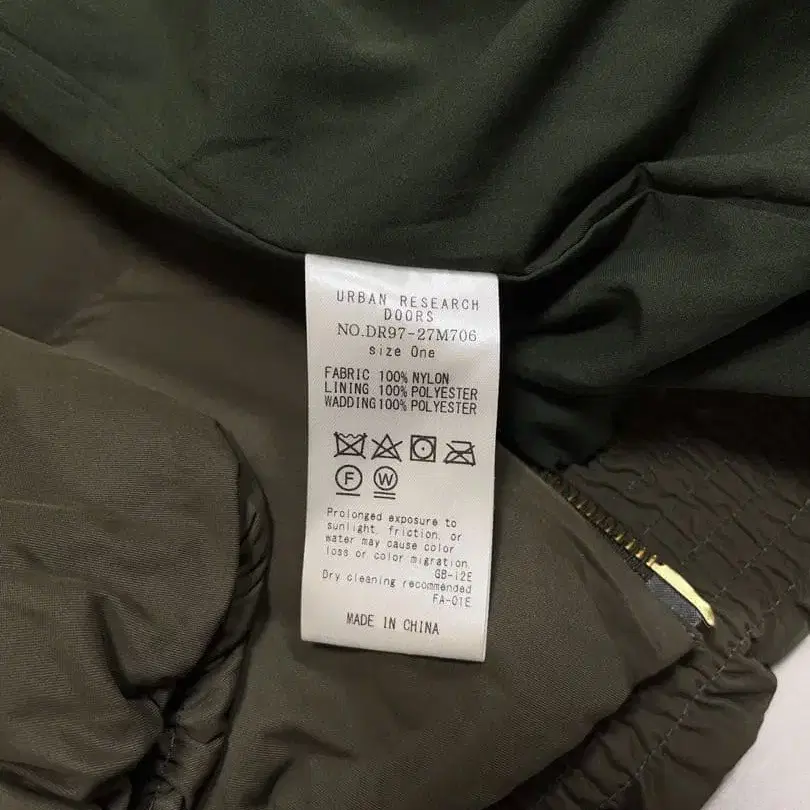 URBAN RESEARCH
DOORS
NO.DR97-27M706
size One
FABRIC 100% NYLON
LINING 100% POLYESTER
WADDING 100% POLYESTER
F W
Prolonged exposure to
sunlight, friction, or
water may cause color
loss or color migration.
GB-12E
Dry cleaning recommended
FA-01E
MADE IN CHINA